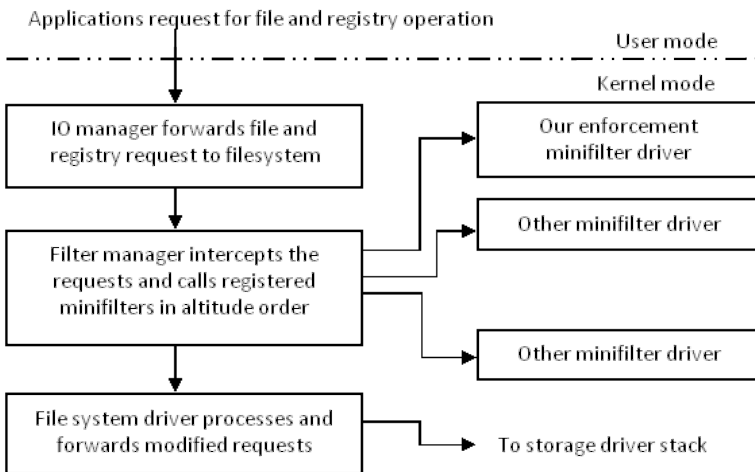 Applications request for file and registry operation
User mode
Kernel mode
IO manager forwards file and
registry request to filesystem
Our enforcement
minifilter driver
Filter manager intercepts the
requests and calls registered
minifilters in altitude order
Other minifilter driver
Other minifilter driver
File system driver processes and
forwards modified requests
To storage driver stack